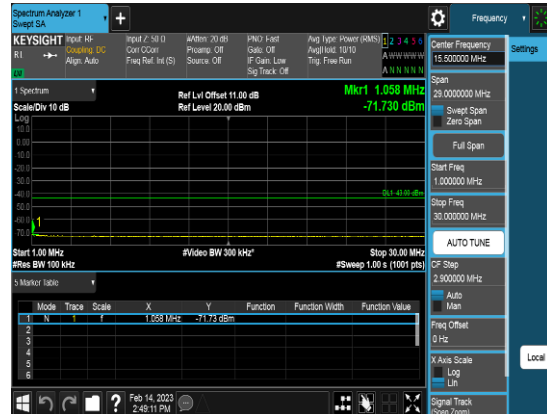 Spectrum Analyzer 1
Swept SA
+
Frequency
KEYSIGHT Input: RF
R1 Coupling: DC
Align: Auto
LXI
Input Z: 50 Ω
Corr CCorr
Freq Ref: Int (S)
#Atten: 20 dB
Preamp: Off
Source: Off
PNO: Fast
Gate: Off
IF Gain: Low
Sig Track: Off
Avg Type: Power (RMS)
Avg|Hold: 10/10
Trig: Free Run
1 2 3 4 5 6
A W W W W W
A N N N N N
1 Spectrum
Scale/Div 10 dB
Ref Lvl Offset 11.00 dB
Ref Level 20.00 dBm
Mkr1 1.058 MHz
-71.730 dBm
Log
10.0
0.00
-10.0
-20.0
-30.0
-40.0
-50.0
-60.0
-70.0
DL1 -43.00 dBm
1
Start 1.00 MHz
#Res BW 100 kHz
#Video BW 300 kHz*
Stop 30.00 MHz
#Sweep 1.00 s (1001 pts)
5 Marker Table
Mode Trace Scale X Y Function Function Width Function Value
1 N 1 f 1.058 MHz -71.73 dBm
2
3
4
5
6
Feb 14, 2023
2:49:11 PM
?
Center Frequency
15.500000 MHz
Span
29.0000000 MHz
Swept Span
Zero Span
Full Span
Start Freq
1.000000 MHz
Stop Freq
30.000000 MHz
AUTO TUNE
CF Step
2.900000 MHz
Auto
Man
Freq Offset
0 Hz
X Axis Scale
Log
Lin
Signal Track
(Span Zoom)
Settings
Local